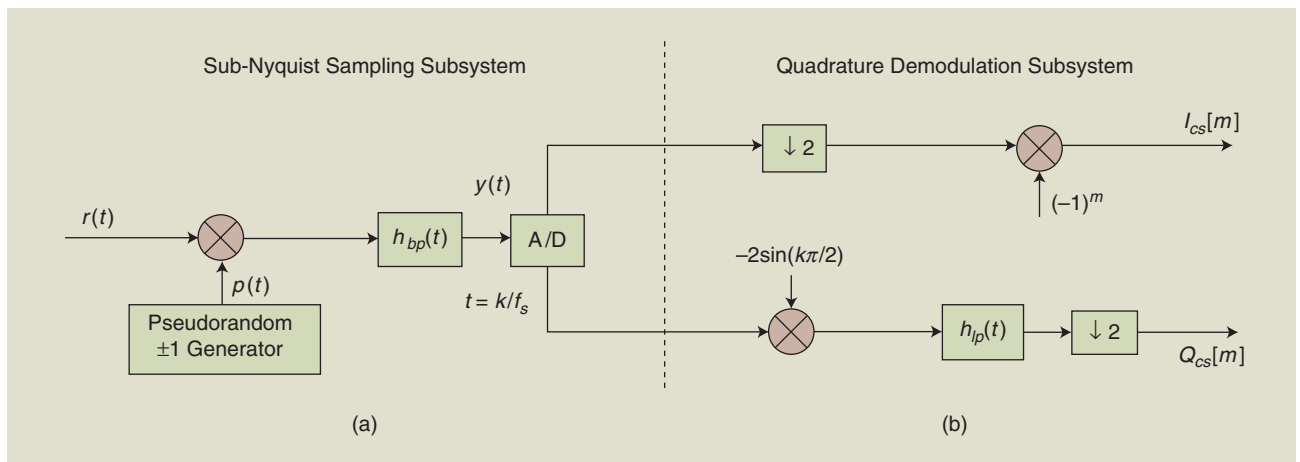 Sub-Nyquist Sampling Subsystem
Quadrature Demodulation Subsystem
I_cs[m]
↓ 2
(–1)^m
y(t)
r(t)
h_bp(t)
A/D
p(t)
t = k/f_s
–2sin(kπ/2)
Pseudorandom
±1 Generator
h_lp(t)
↓ 2
Q_cs[m]
(a)
(b)